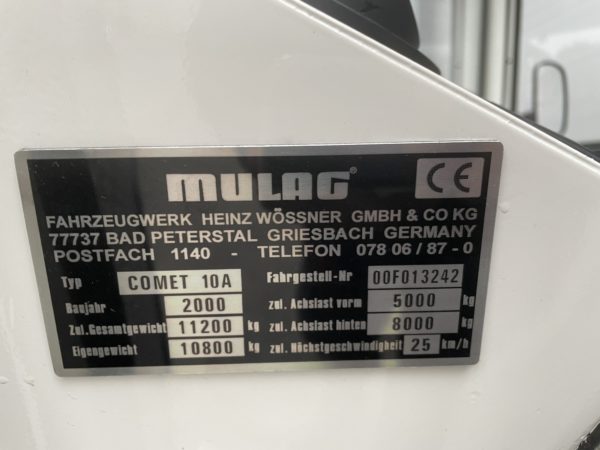 MULAG® CE
FAHRZEUGWERK HEINZ WÖSSNER GMBH & CO KG
77737 BAD PETERSTAL GRIESBACH GERMANY
POSTFACH 1140 - TELEFON 078 06 / 87 - 0
Typ COMET 10A Fahrgestell-Nr 00F013242
Baujahr 2000 zul. Achslast vorm 5000 kg
Zul. Gesamtgewicht 11200 kg zul. Achslast hinten 8000 kg
Eigengewicht 10800 kg zul. Höchstgeschwindigkeit 25 km/h